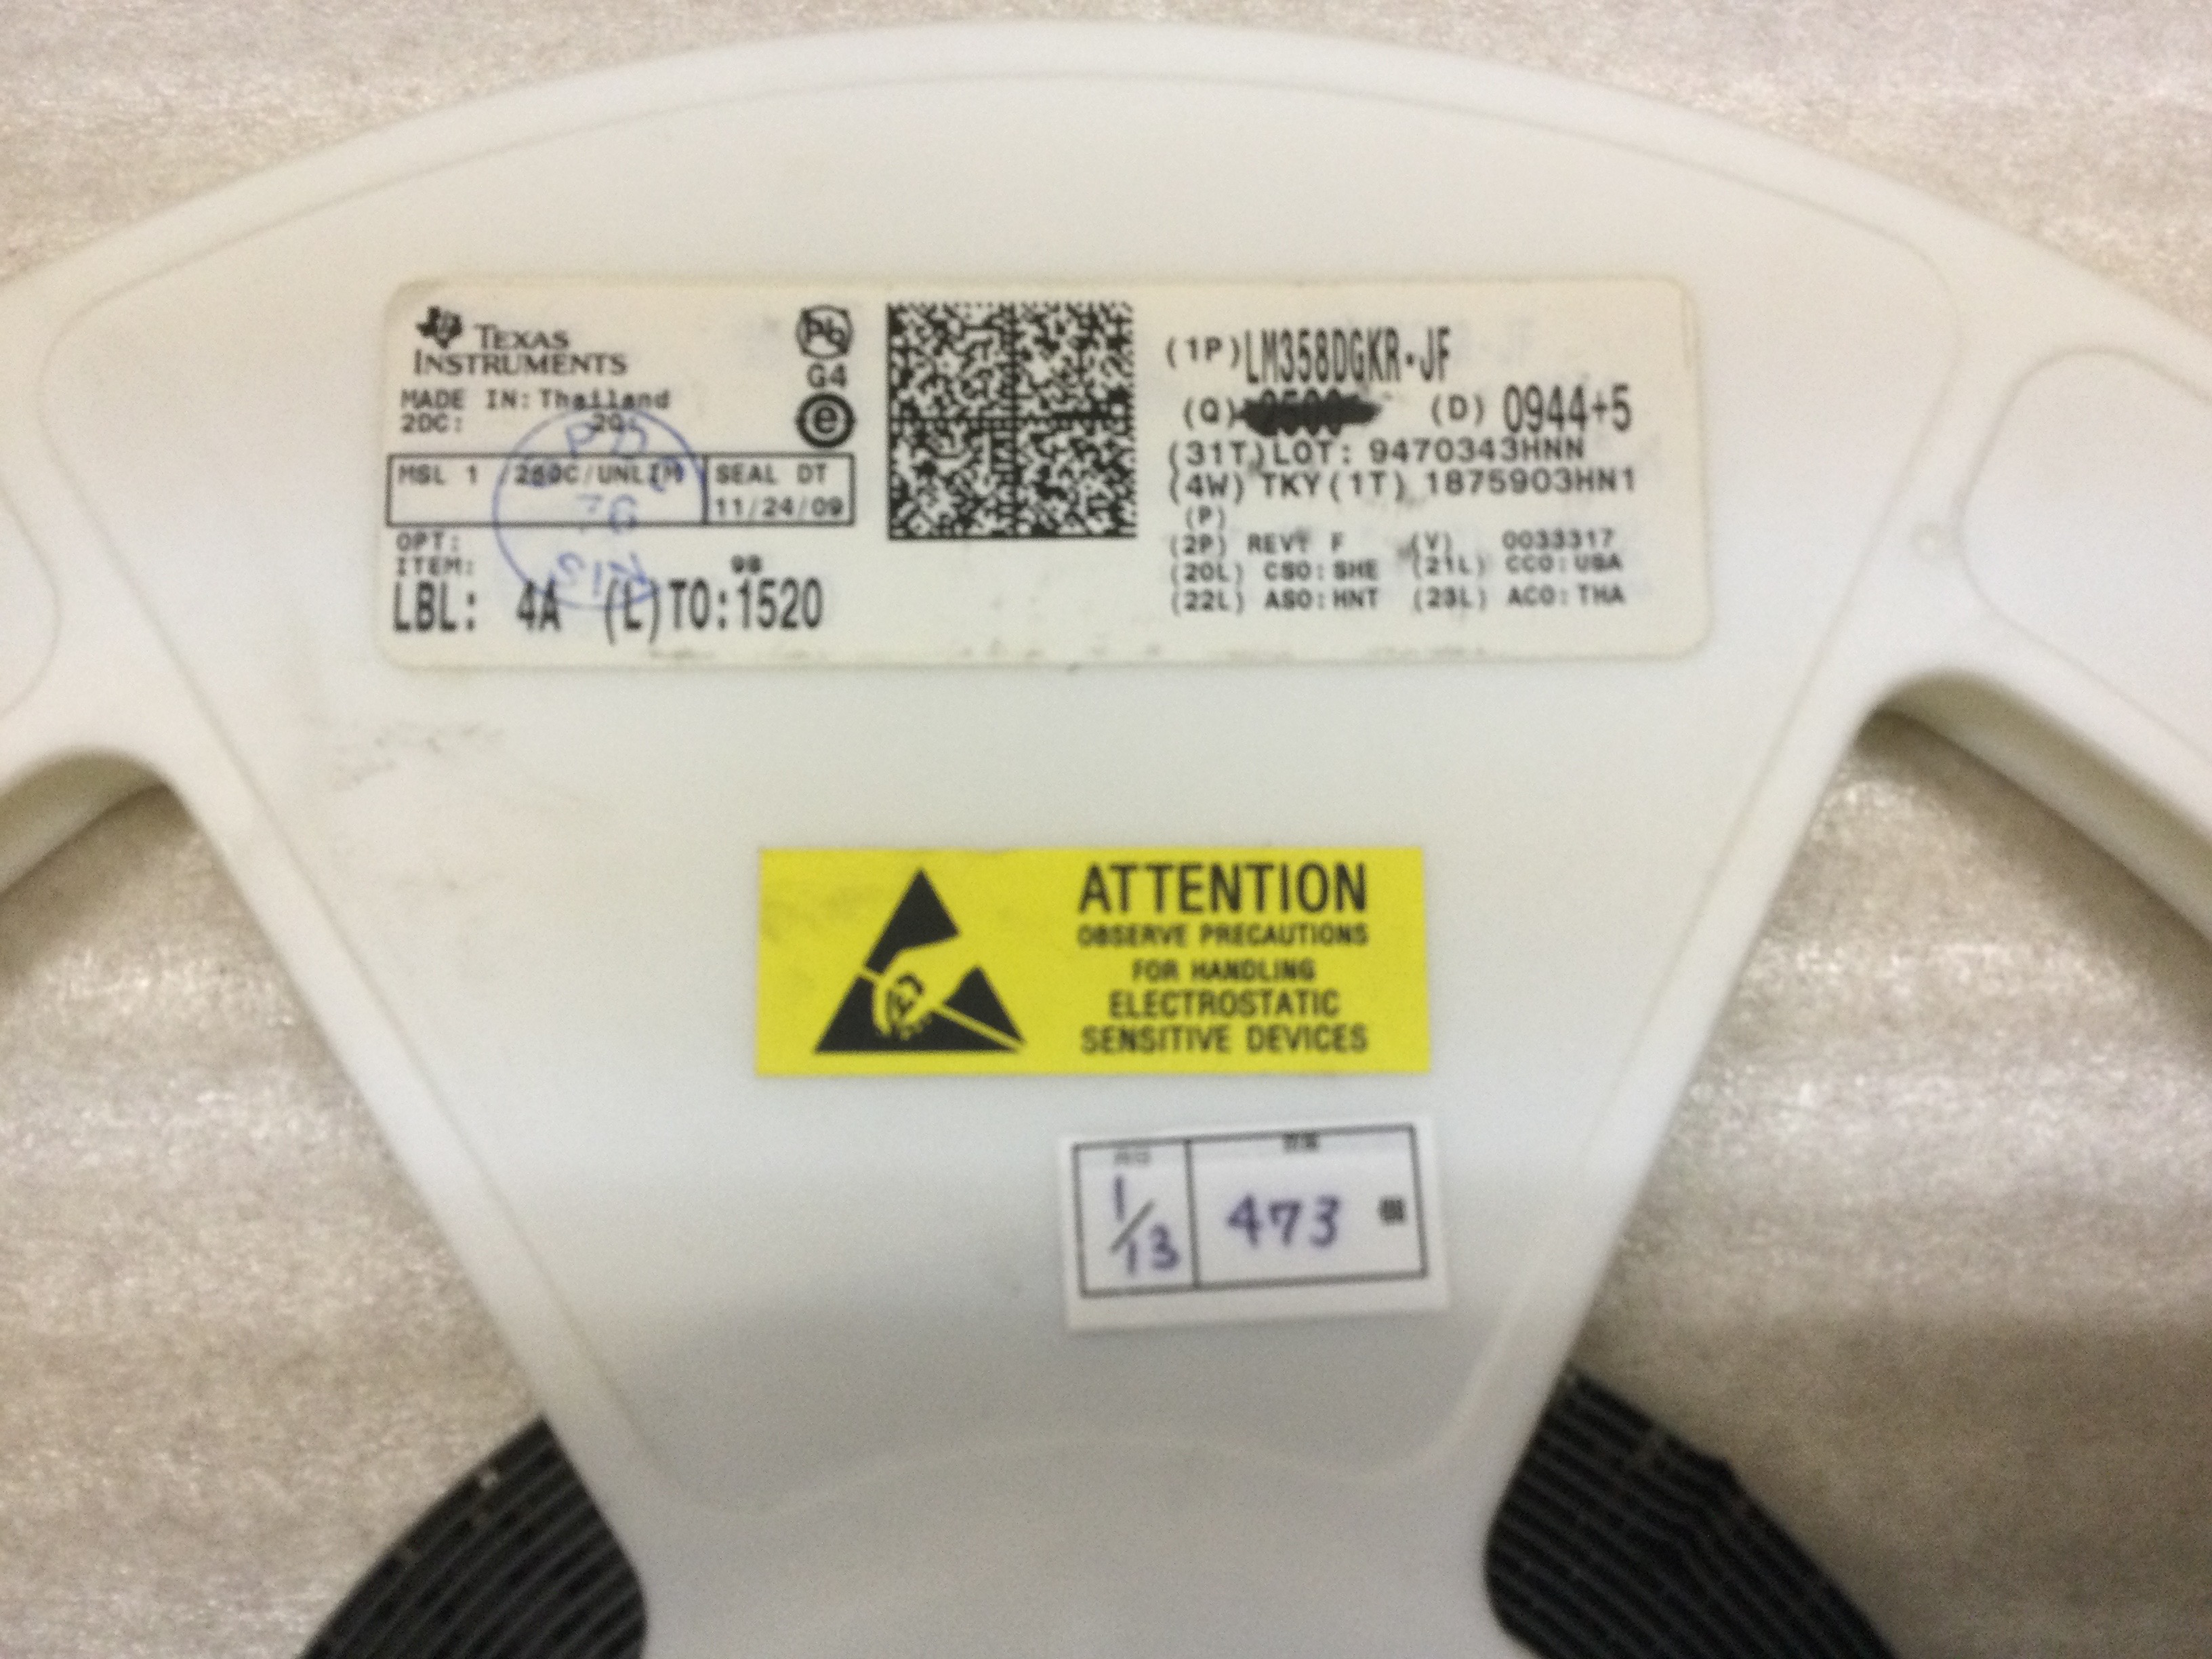 TEXAS
INSTRUMENTS
MADE IN: Thailand
2DC: 20:
Pb
G4
e
MSL 1 /260C/UNLIM
SEAL DT
11/24/09
OPT:
ITEM:
LBL: 4A (L)TO:1520
(1P)LM358DGKR-JF
(Q) (D) 0944+5
(31T)LOT: 9470343HNN
(4W) TKY(1T) 1875903HN1
(P)
(2P) REV: F (V) 0033317
(20L) CSO:SHE (21L) CCO:USA
(22L) ASO:HNT (23L) ACO:THA
ATTENTION
OBSERVE PRECAUTIONS
FOR HANDLING
ELECTROSTATIC
SENSITIVE DEVICES
1/13
473 個